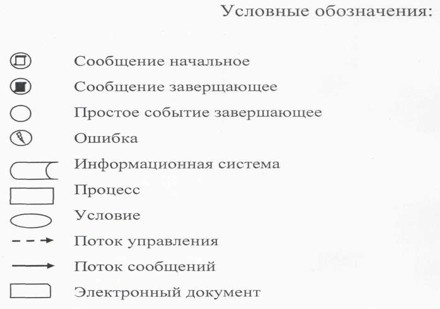 Условные обозначения:
Сообщение начальное
Сообщение заверщающее
Простое событие завершающее
Ошибка
Информационная система
Процесс
Условие
Поток управления
Поток сообщений
Электронный документ